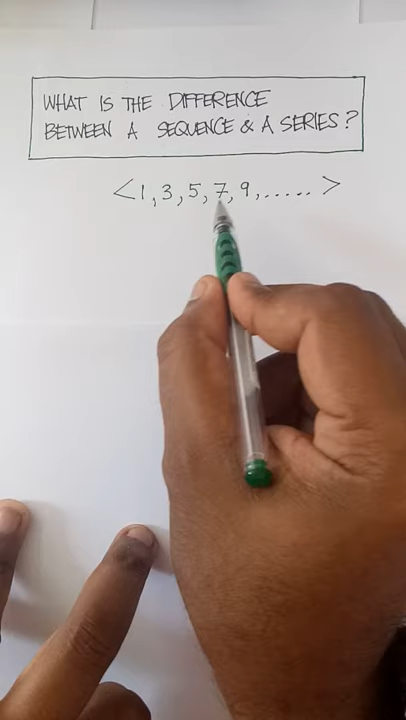 WHAT IS THE DIFFERENCE
BETWEEN A SEQUENCE & A SERIES?
<1, 3, 5, 7, 9, ......>